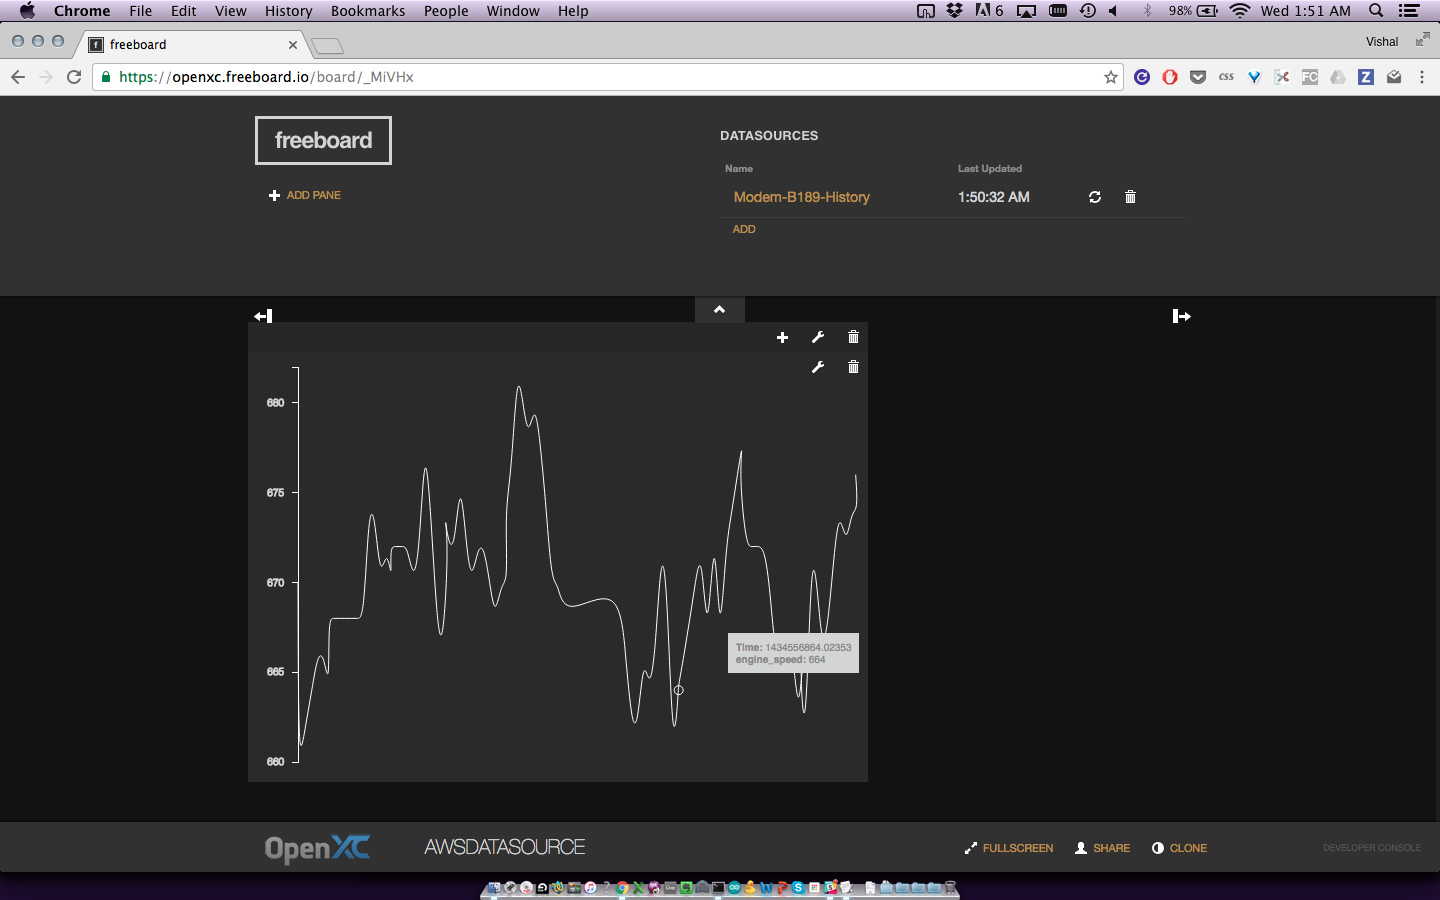 Chrome File Edit View History Bookmarks People Window Help 6 98% Wed 1:51 AM
freeboard Vishal
https://openxc.freeboard.io/board/_MiVHx css FC Z
freeboard
ADD PANE
DATASOURCES
Name Last Updated
Modem-B189-History 1:50:32 AM
ADD
680
675
670
665
660
Time: 1434556864.02353
engine_speed: 664
OpenXC AWSDATASOURCE FULLSCREEN SHARE CLONE DEVELOPER CONSOLE